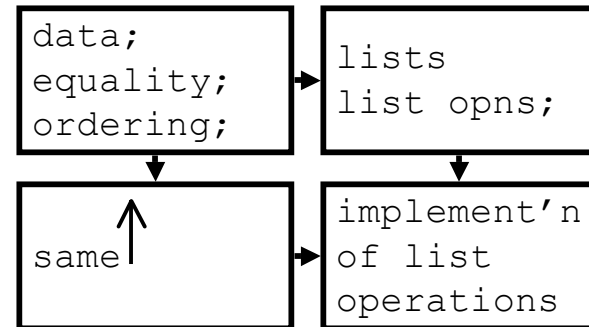 data;
equality;
ordering;
lists
list opns;
same
implement’n
of list
operations